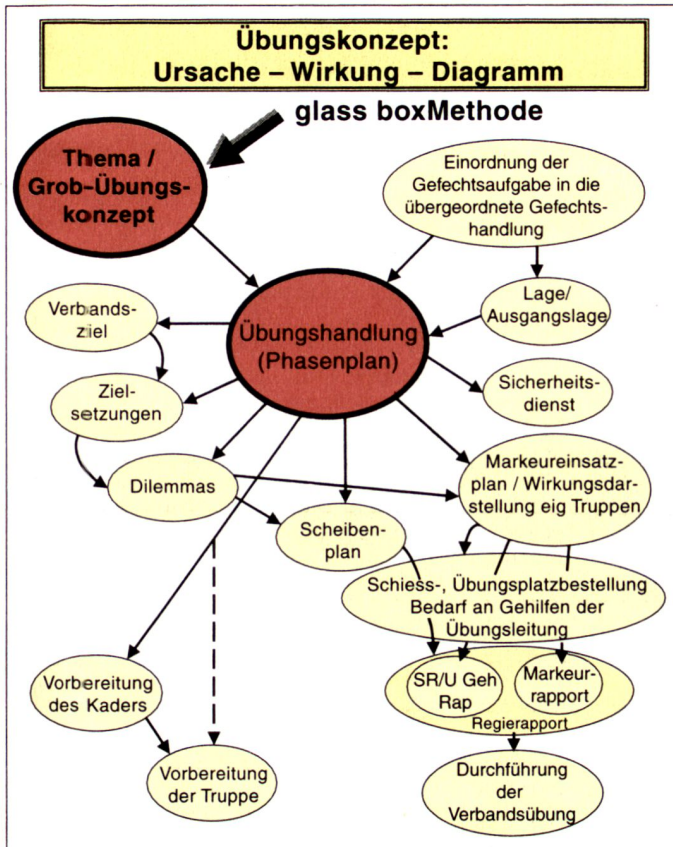 Übungskonzept:
Ursache – Wirkung – Diagramm
glass boxMethode
Thema /
Grob-Übungs-
konzept
Einordnung der
Gefechtsaufgabe in die
übergeordnete Gefechts-
handlung
Verbands-
ziel
Übungshandlung
(Phasenplan)
Lage/
Ausgangslage
Ziel-
setzungen
Sicherheits-
dienst
Dilemmas
Markeureinsatz-
plan / Wirkungsdar-
stellung eig Truppen
Scheiben-
plan
Schiess-, Übungsplatzbestellung
Bedarf an Gehilfen der
Übungsleitung
Vorbereitung
des Kaders
SR/U Geh
Rap
Markeur-
rapport
Regierapport
Vorbereitung
der Truppe
Durchführung
der
Verbandsübung